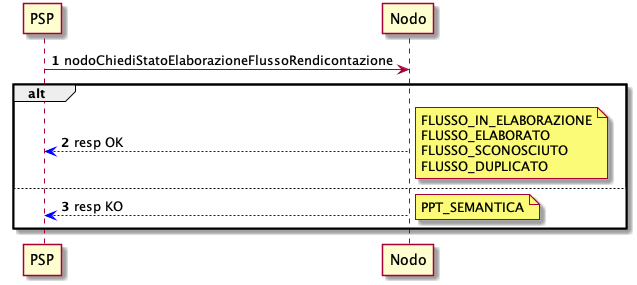 PSP
Nodo
1 nodoChiediStatoElaborazioneFlussoRendicontazione
alt
FLUSSO_IN_ELABORAZIONE
FLUSSO_ELABORATO
FLUSSO_SCONOSCIUTO
FLUSSO_DUPLICATO
2 resp OK
PPT_SEMANTICA
3 resp KO
PSP
Nodo